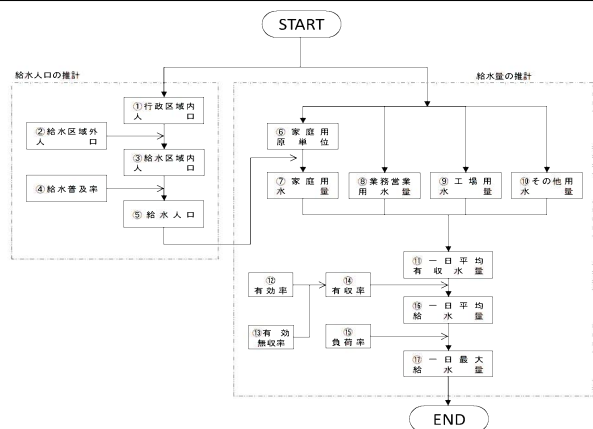 START
給水人口の推計
給水量の推計
①行政区域内
人口
②給水区域外
人口
③給水区域内
人口
④給水普及率
⑤給水人口
⑥家庭用
原単位
⑦家庭用
水量
⑧業務営業
用水量
⑨工場用
水量
⑩その他用
水量
⑪一日平均
有収水量
⑫
有効率
⑬有効
無収率
⑭
有収率
⑮
負荷率
⑯一日平均
給水量
⑰一日最大
給水量
END